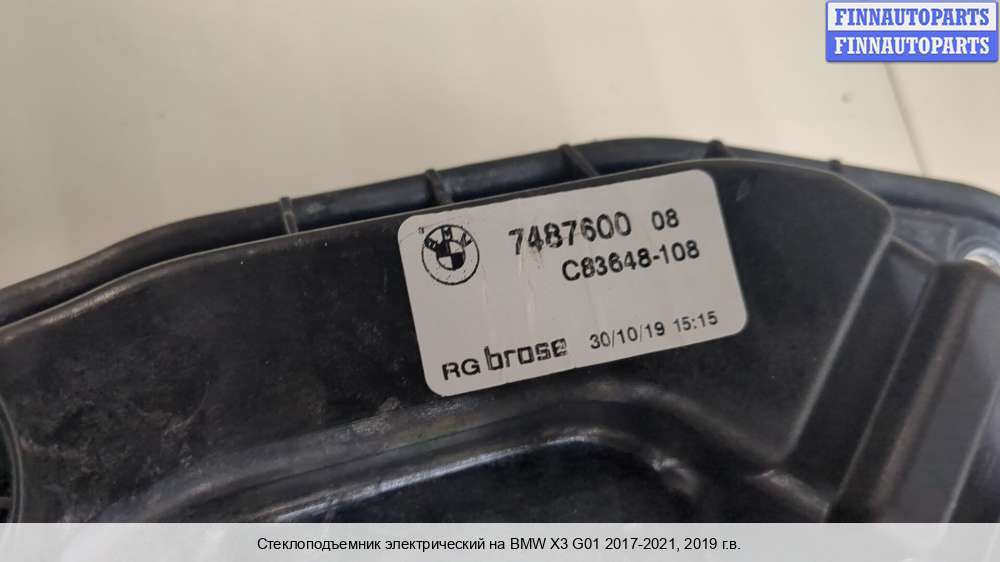 FINNAUTOPARTS
FINNAUTOPARTS
BMW
7487600 08
C83648-108
RG brose 30/10/19 15:15
Стеклоподъемник электрический на BMW X3 G01 2017-2021, 2019 г.в.